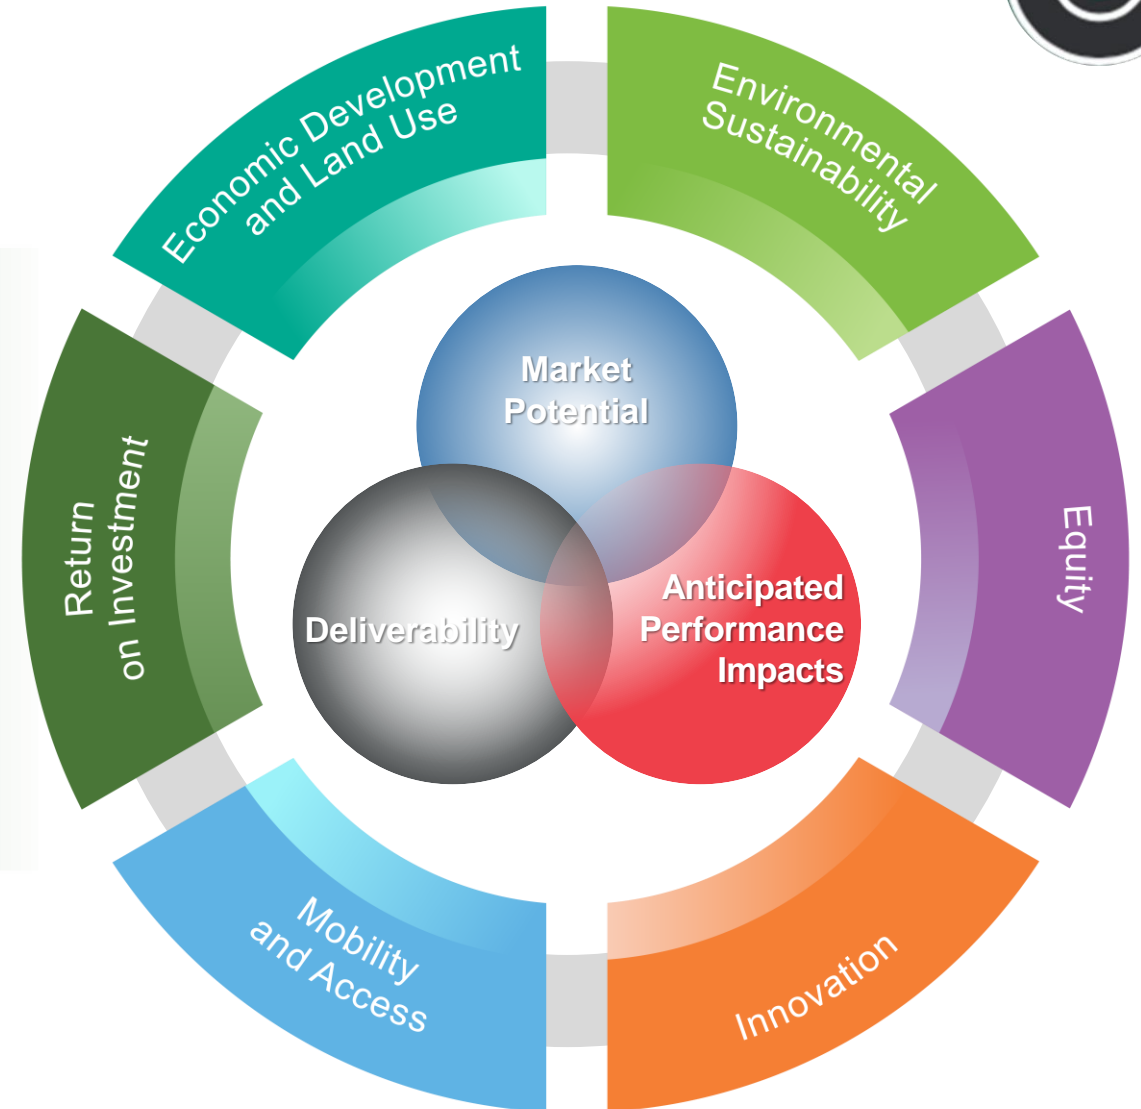 Economic Development
and Land Use
Environmental
Sustainability
Market
Potential
Return
on Investment
Equity
Deliverability
Anticipated
Performance
Impacts
Mobility
and Access
Innovation